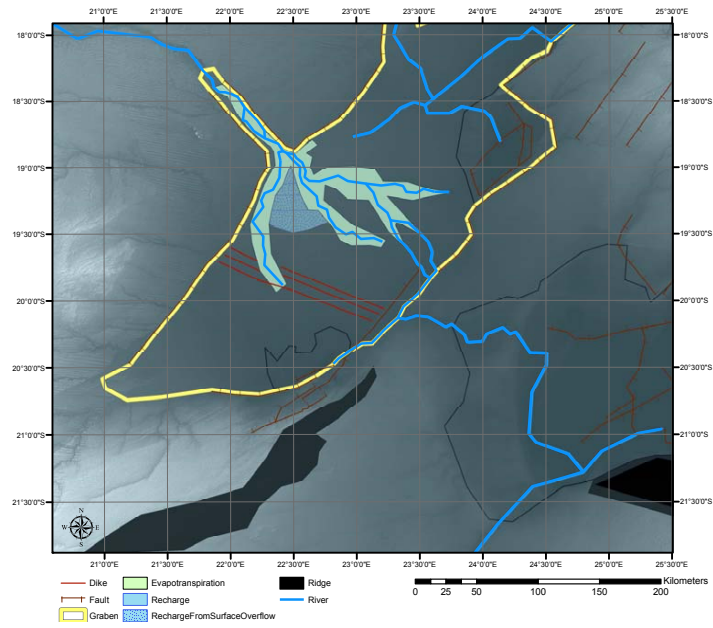 21°0'0"E 21°30'0"E 22°0'0"E 22°30'0"E 23°0'0"E 23°30'0"E 24°0'0"E 24°30'0"E 25°0'0"E 25°30'0"E
18°0'0"S 18°0'0"S
18°30'0"S 18°30'0"S
19°0'0"S 19°0'0"S
19°30'0"S 19°30'0"S
20°0'0"S 20°0'0"S
20°30'0"S 20°30'0"S
21°0'0"S 21°0'0"S
21°30'0"S 21°30'0"S
N
W E
S
21°0'0"E 21°30'0"E 22°0'0"E 22°30'0"E 23°0'0"E 23°30'0"E 24°0'0"E 24°30'0"E 25°0'0"E 25°30'0"E
Dike Evapotranspiration Ridge Kilometers
Fault Recharge River 0 25 50 100 150 200
Graben RechargeFromSurfaceOverflow